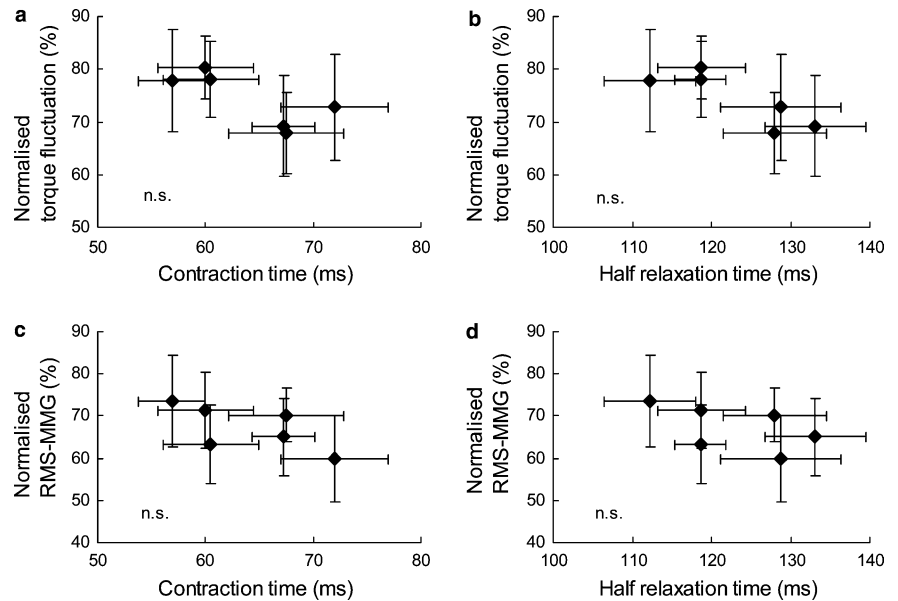 a
90
80
70
60
50
Normalised
torque fluctuation (%)
n.s.
50 60 70 80
Contraction time (ms)
b
90
80
70
60
50
Normalised
torque fluctuation (%)
n.s.
100 110 120 130 140
Half relaxation time (ms)
c
90
80
70
60
50
40
Normalised
RMS-MMG (%)
n.s.
50 60 70 80
Contraction time (ms)
d
90
80
70
60
50
40
Normalised
RMS-MMG (%)
n.s.
100 110 120 130 140
Half relaxation time (ms)